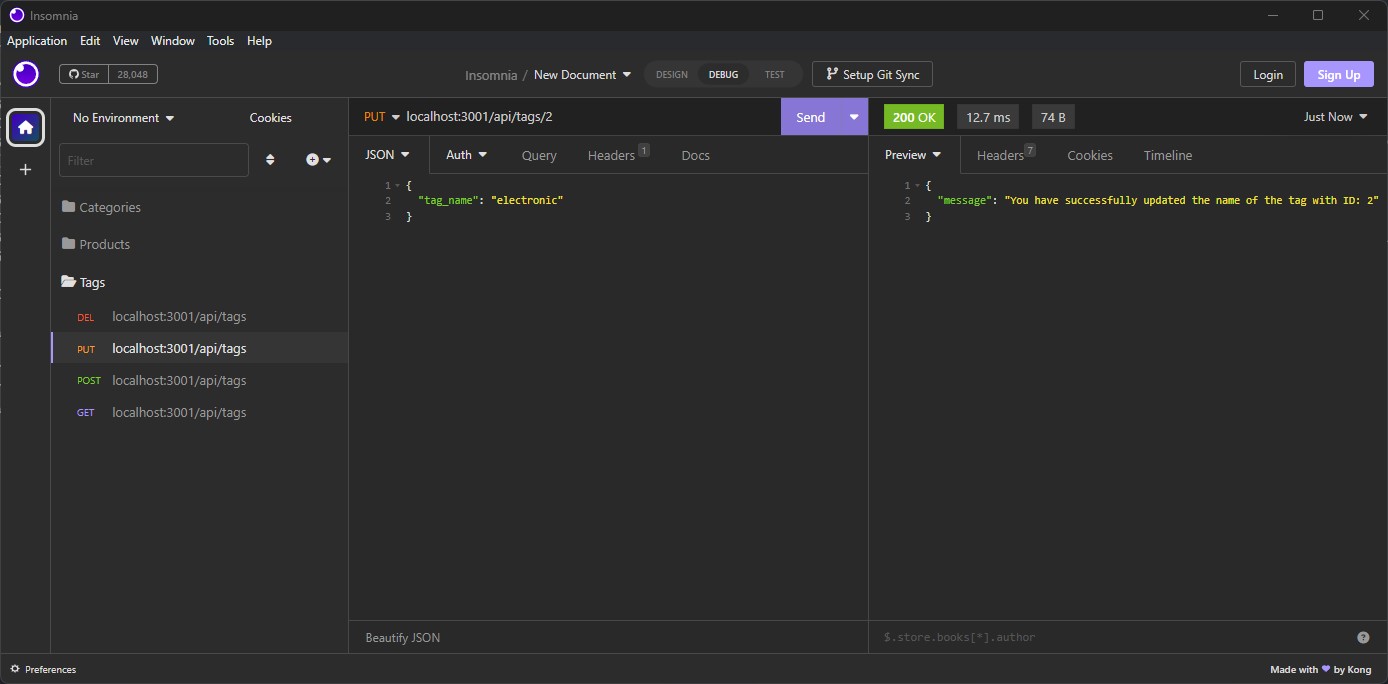 Insomnia
Application Edit View Window Tools Help
Star 28,048 Insomnia / New Document DESIGN DEBUG TEST Setup Git Sync Login Sign Up
No Environment Cookies
Filter
Categories
Products
Tags
DEL localhost:3001/api/tags
PUT localhost:3001/api/tags
POST localhost:3001/api/tags
GET localhost:3001/api/tags
PUT localhost:3001/api/tags/2 Send
JSON Auth Query Headers 1 Docs
1 {
2 "tag_name": "electronic"
3 }
Beautify JSON
200 OK 12.7 ms 74 B Just Now
Preview Headers 7 Cookies Timeline
1 {
2 "message": "You have successfully updated the name of the tag with ID: 2"
3 }
$.store.books[*].author ?
Preferences Made with 💜 by Kong